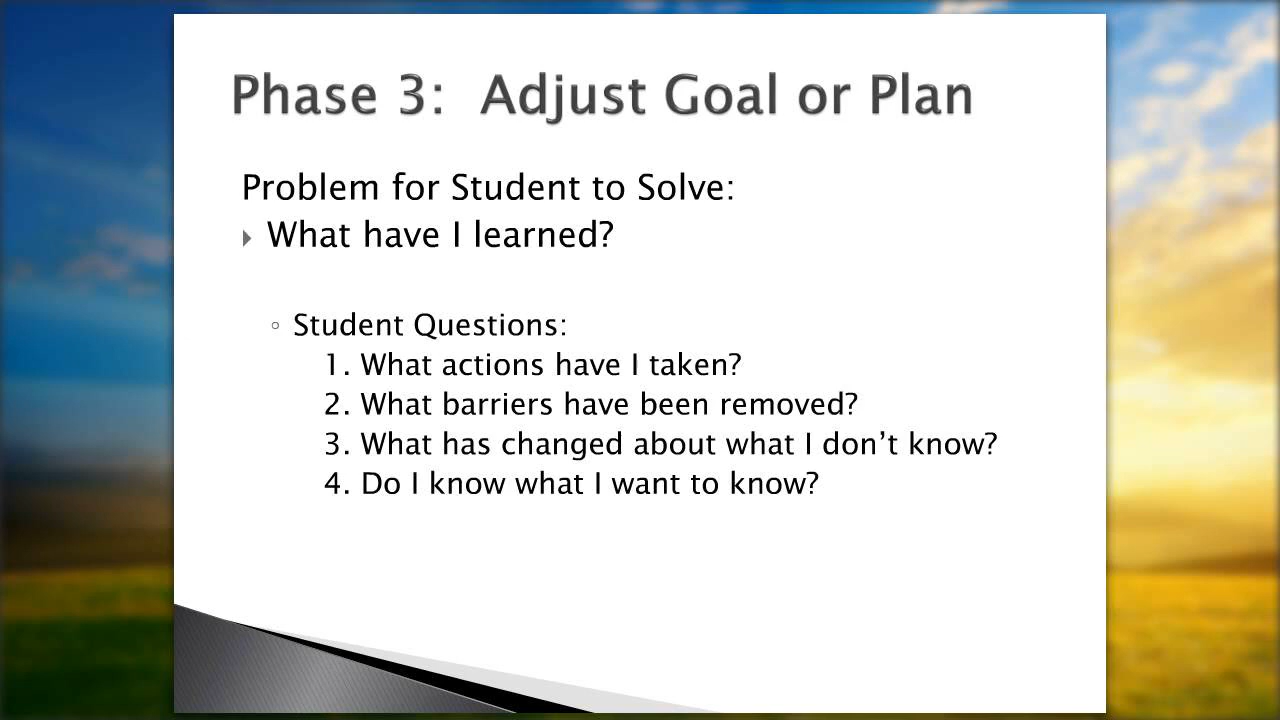 Phase 3: Adjust Goal or Plan
Problem for Student to Solve:
What have I learned?
Student Questions:
1. What actions have I taken?
2. What barriers have been removed?
3. What has changed about what I don’t know?
4. Do I know what I want to know?